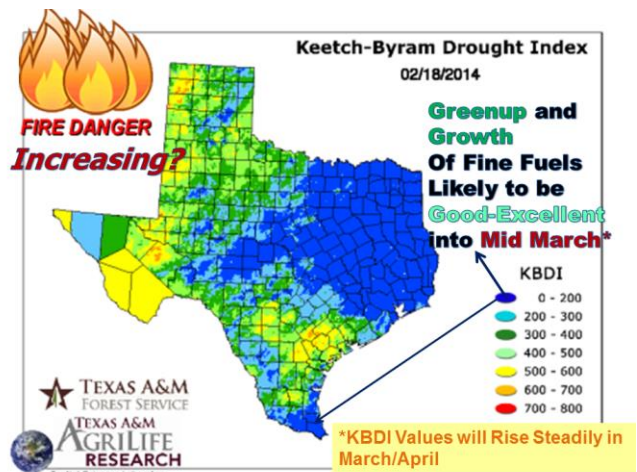 Keetch-Byram Drought Index
02/18/2014
FIRE DANGER
Increasing?
Greenup and
Growth
Of Fine Fuels
Likely to be
Good-Excellent
into Mid March*
KBDI
0 - 200
200 - 300
300 - 400
400 - 500
500 - 600
600 - 700
700 - 800
TEXAS A&M
FOREST SERVICE
TEXAS A&M
AGRILIFE
RESEARCH
*KBDI Values will Rise Steadily in
March/April